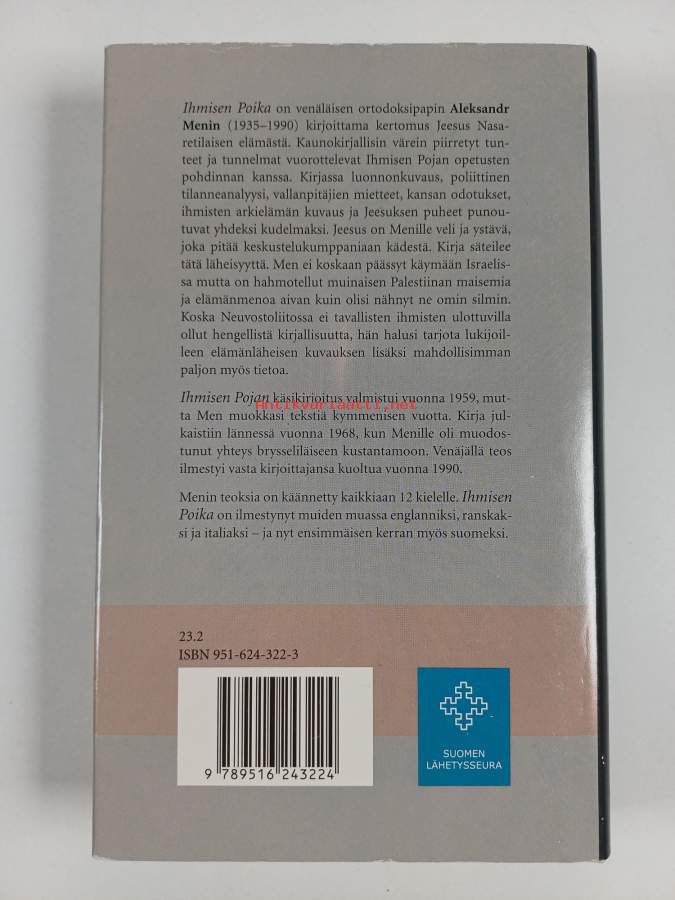 Ihmisen Poika on venäläisen ortodoksipapin Aleksandr
Menin (1935–1990) kirjoittama kertomus Jeesus Nasa-
retilaisen elämästä. Kaunokirjallisin värein piirretyt tun-
teet ja tunnelmat vuorottelevat Ihmisen Pojan opetusten
pohdinnan kanssa. Kirjassa luonnonkuvaus, poliittinen
tilanneanalyysi, vallanpitäjien mietteet, kansan odotukset,
ihmisten arkielämän kuvaus ja Jeesuksen puheet punou-
tuvat yhdeksi kudelmaksi. Jeesus on Menille veli ja ystävä,
joka pitää keskustelukumppaniaan kädestä. Kirja säteilee
tätä läheisyyttä. Men ei koskaan päässyt käymään Israelis-
sa mutta on hahmotellut muinaisen Palestiinan maisemia
ja elämänmenoa aivan kuin olisi nähnyt ne omin silmin.
Koska Neuvostoliitossa ei tavallisten ihmisten ulottuvilla
ollut hengellistä kirjallisuutta, hän halusi tarjota lukijoil-
leen elämänläheisen kuvauksen lisäksi mahdollisimman
paljon myös tietoa.
Ihmisen Pojan käsikirjoitus valmistui vuonna 1959, mut-
Antikvariaatti.net
ta Men muokkasi tekstiä kymmenisen vuotta. Kirja jul-
kaistiin lännessä vuonna 1968, kun Menille oli muodos-
tunut yhteys brysseliläiseen kustantamoon. Venäjällä teos
ilmestyi vasta kirjoittajansa kuoltua vuonna 1990.
Menin teoksia on käännetty kaikkiaan 12 kielelle. Ihmisen
Poika on ilmestynyt muiden muassa englanniksi, ranskak-
si ja italiaksi – ja nyt ensimmäisen kerran myös suomeksi.
23.2
ISBN 951-624-322-3
9 789516 243224
SUOMEN
LÄHETYSSEURA